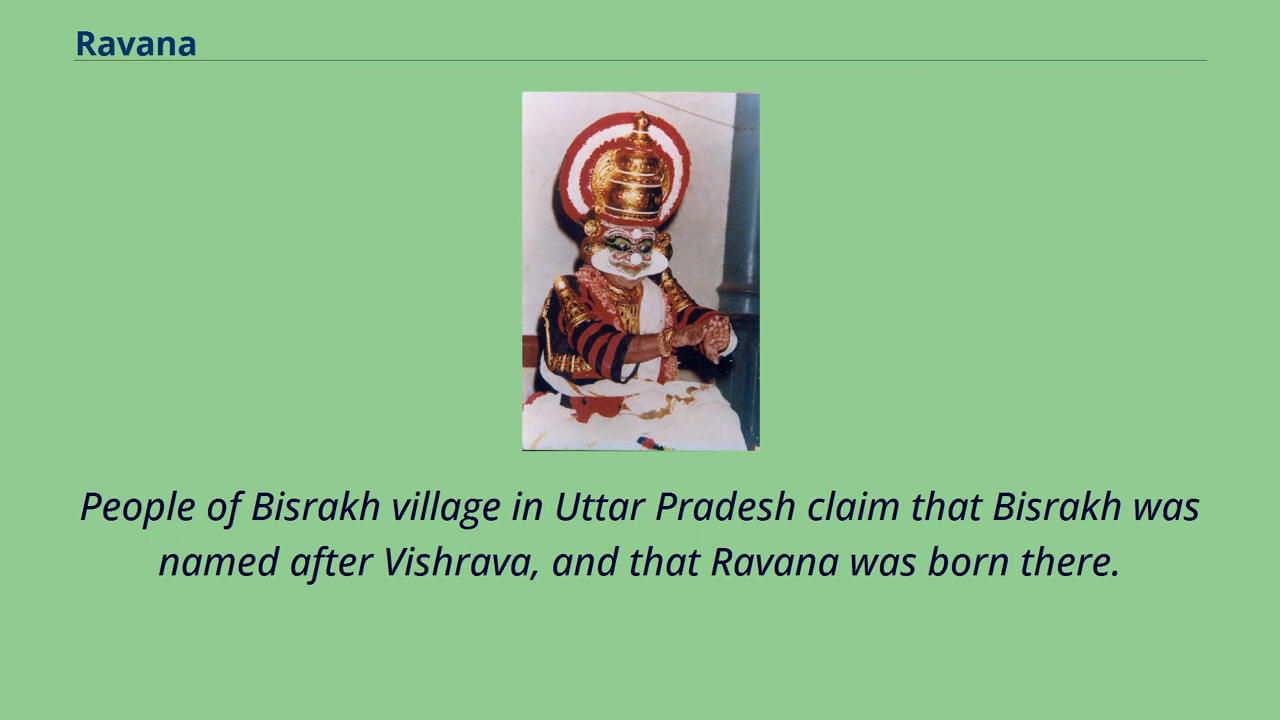 Ravana
People of Bisrakh village in Uttar Pradesh claim that Bisrakh was
named after Vishrava, and that Ravana was born there.